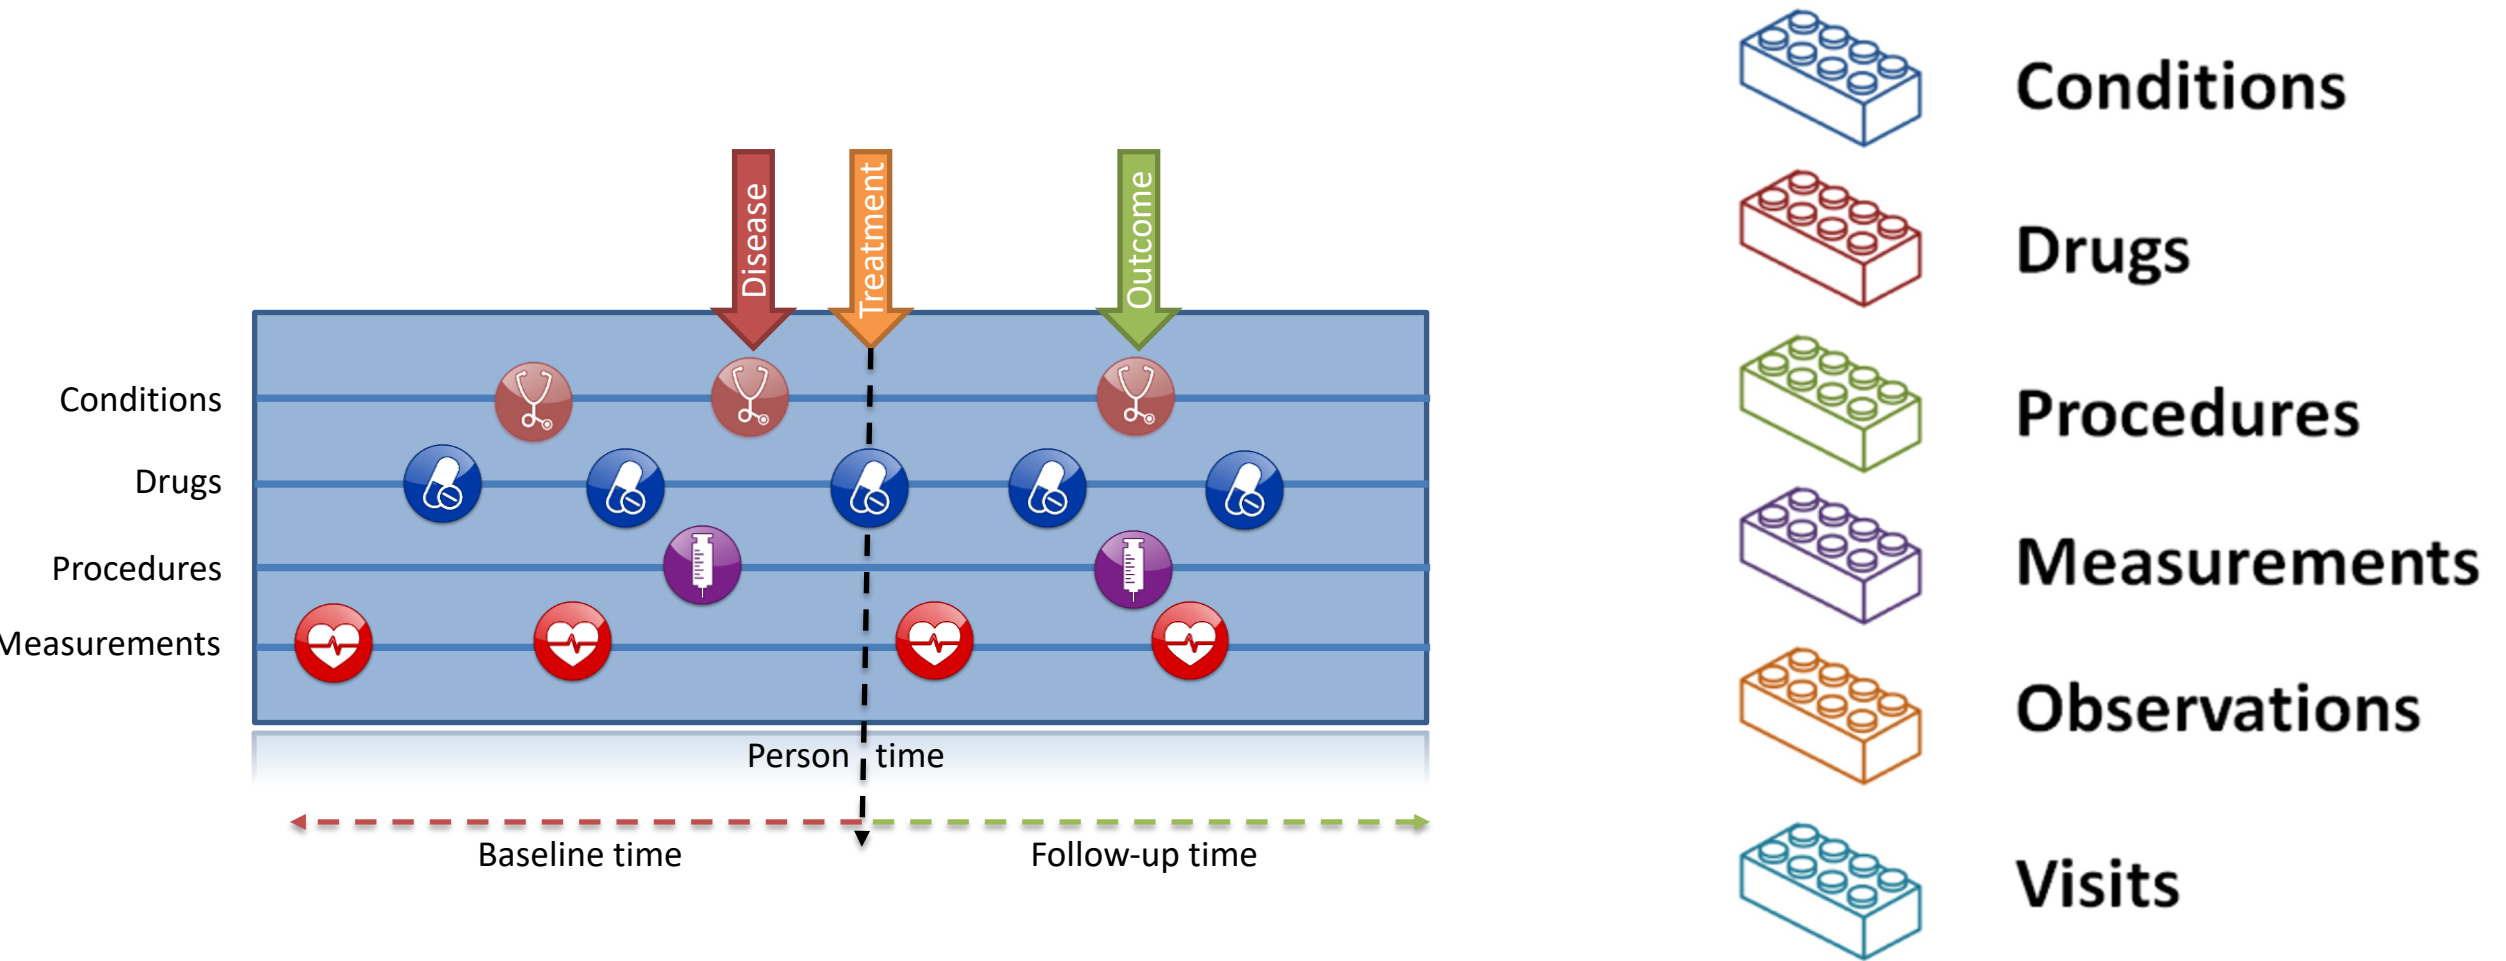 Disease
Treatment
Outcome
Conditions
Drugs
Procedures
Measurements
Person time
Baseline time
Follow-up time
Conditions
Drugs
Procedures
Measurements
Observations
Visits